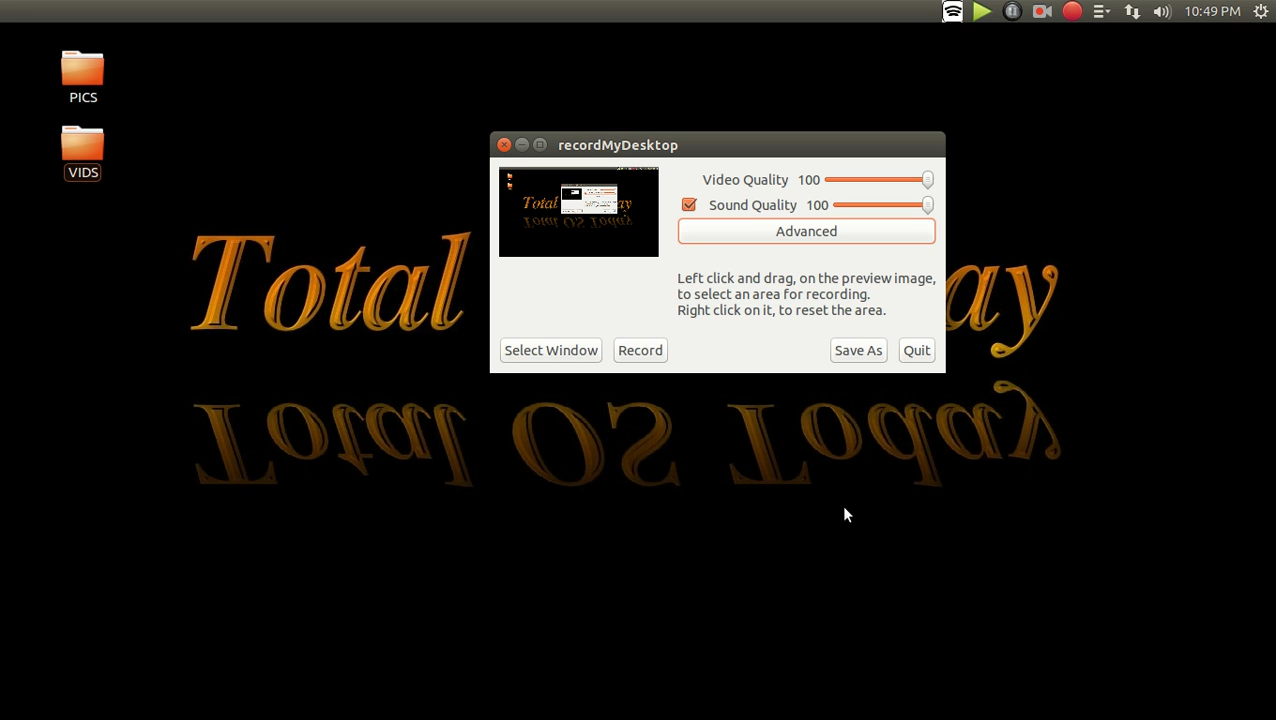 10:49 PM
PICS
VIDS
recordMyDesktop
Video Quality 100
Sound Quality 100
Advanced
Left click and drag, on the preview image,
to select an area for recording.
Right click on it, to reset the area.
Select Window Record Save As Quit
Total ay
Total OS Today